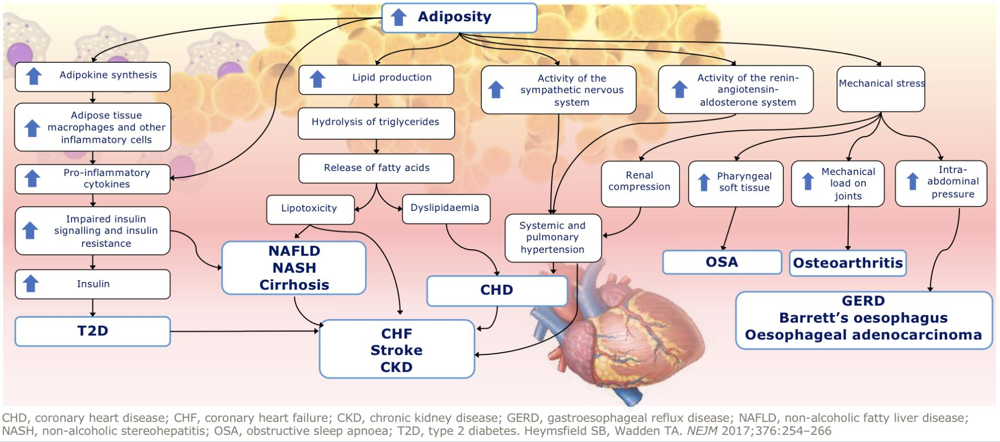 Adiposity
Adipokine synthesis
Adipose tissue
macrophages and other
inflammatory cells
Pro-inflammatory
cytokines
Impaired insulin
signalling and insulin
resistance
Insulin
T2D
Lipid production
Hydrolysis of triglycerides
Release of fatty acids
Lipotoxicity
Dyslipidaemia
NAFLD
NASH
Cirrhosis
CHD
CHF
Stroke
CKD
Activity of the
sympathetic nervous
system
Activity of the renin-
angiotensin-
aldosterone system
Systemic and
pulmonary
hypertension
Mechanical stress
Renal
compression
Pharyngeal
soft tissue
Mechanical
load on
joints
Intra-
abdominal
pressure
OSA
Osteoarthritis
GERD
Barrett’s oesophagus
Oesophageal adenocarcinoma
CHD, coronary heart disease; CHF, coronary heart failure; CKD, chronic kidney disease; GERD, gastroesophageal reflux disease; NAFLD, non-alcoholic fatty liver disease;
NASH, non-alcoholic stereohepatitis; OSA, obstructive sleep apnoea; T2D, type 2 diabetes. Heymsfield SB, Wadden TA. NEJM 2017;376:254–266